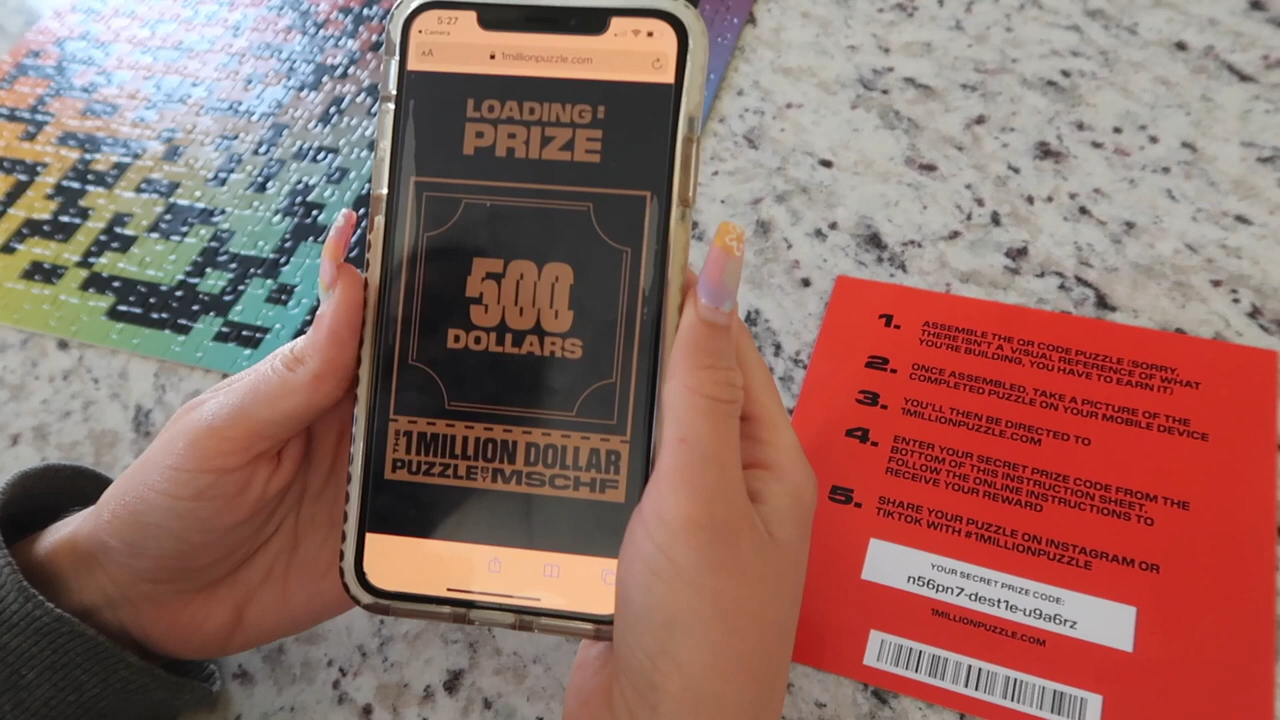 5:27
Camera
AA 1millionpuzzle.com
LOADING:
PRIZE
500
DOLLARS
THE 1 MILLION DOLLAR
PUZZLE BY MSCHF
1. ASSEMBLE THE QR CODE PUZZLE (SORRY,
THERE ISN'T A VISUAL REFERENCE OF WHAT
YOU'RE BUILDING, YOU HAVE TO EARN IT)
2. ONCE ASSEMBLED, TAKE A PICTURE OF THE
COMPLETED PUZZLE ON YOUR MOBILE DEVICE
3. YOU'LL THEN BE DIRECTED TO
1MILLIONPUZZLE.COM
4. ENTER YOUR SECRET PRIZE CODE FROM THE
BOTTOM OF THIS INSTRUCTION SHEET.
FOLLOW THE ONLINE INSTRUCTIONS TO
RECEIVE YOUR REWARD
5. SHARE YOUR PUZZLE ON INSTAGRAM OR
TIKTOK WITH #1MILLIONPUZZLE
YOUR SECRET PRIZE CODE:
n56pn7-dest1e-u9a6rz
1MILLIONPUZZLE.COM